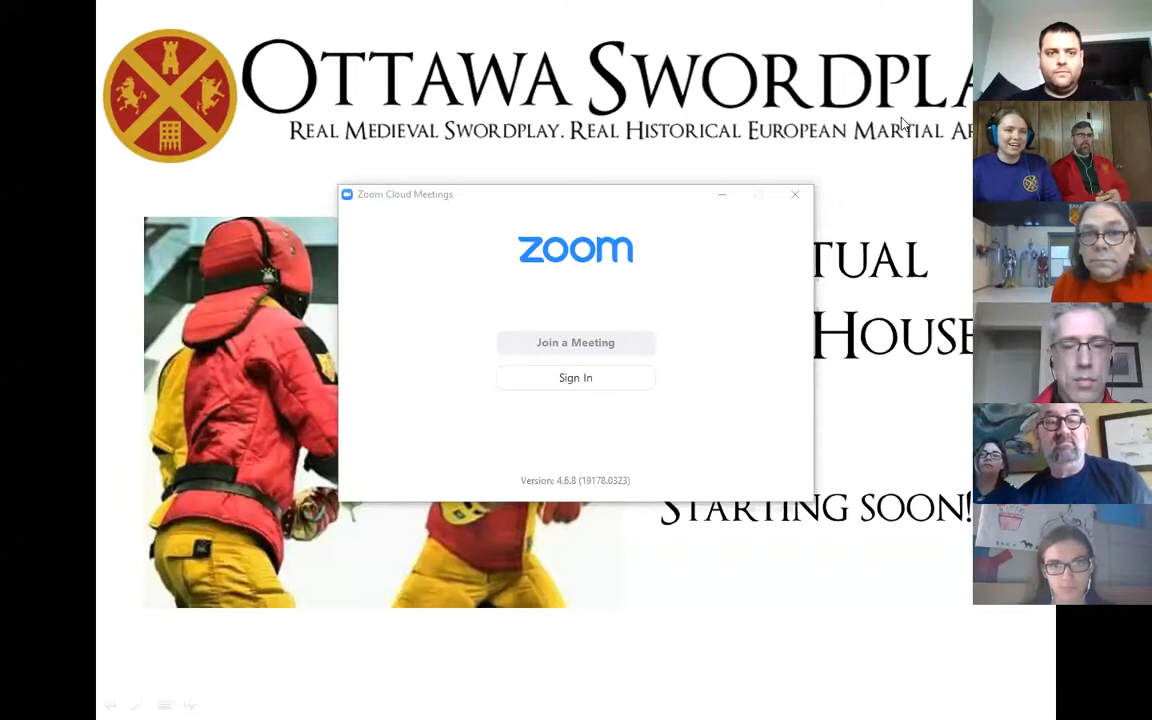 OTTAWA SWORDPLA
REAL MEDIEVAL SWORDPLAY. REAL HISTORICAL EUROPEAN MARTIAL AR
Zoom Cloud Meetings
zoom
TUAL
HOUSE
Join a Meeting
Sign In
Version: 4.6.8 (19178.0323)
STARTING SOON!